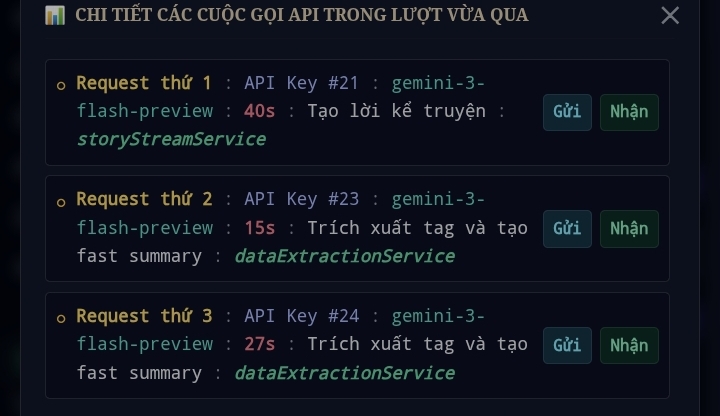 CHI TIẾT CÁC CUỘC GỌI API TRONG LƯỢT VỪA QUA
Request thứ 1 : API Key #21 : gemini-3-
flash-preview : 40s : Tạo lời kể truyện :
storyStreamService
Gửi Nhận
Request thứ 2 : API Key #23 : gemini-3-
flash-preview : 15s : Trích xuất tag và tạo
fast summary : dataExtractionService
Gửi Nhận
Request thứ 3 : API Key #24 : gemini-3-
flash-preview : 27s : Trích xuất tag và tạo
fast summary : dataExtractionService
Gửi Nhận